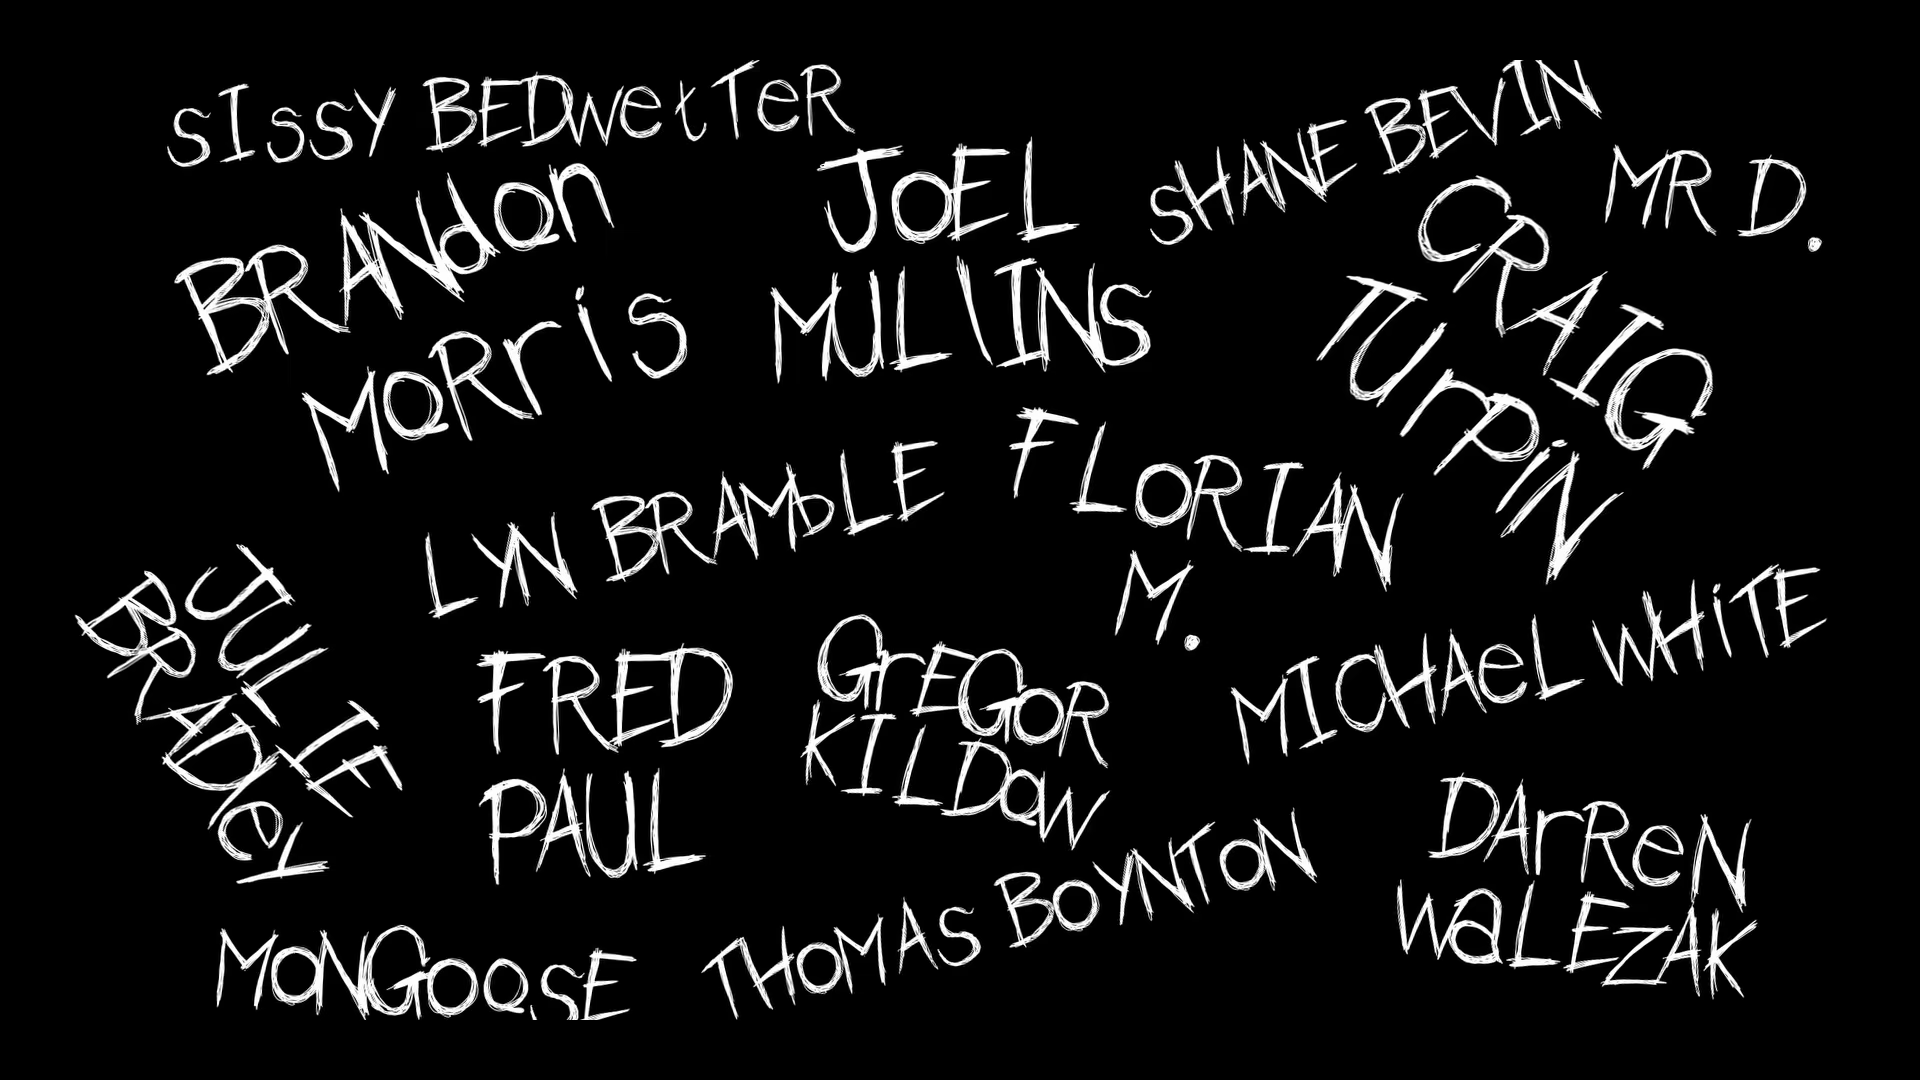 SISSY BEDWetTeR
BRANdon
MORris
JOEL
MULlINS
SHANE BEVIN
MR D.
CRAIG
TUrPiN
LYN BRAMbLE
FLORIAN
M.
JULIE
BRADleY
FRED
PAUL
GrEGOR
KILDOW
MICHAeL WHiTE
MONGOOSE
THOMAS BOYNTON
DArReN
WaLEZAK